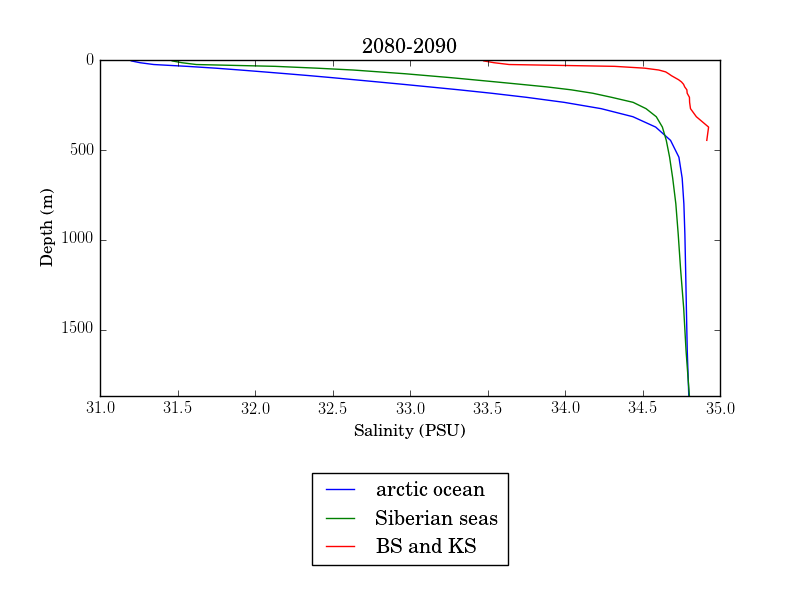 2080-2090
0
500
1000
1500
Depth (m)
31.0 31.5 32.0 32.5 33.0 33.5 34.0 34.5 35.0
Salinity (PSU)
arctic ocean
Siberian seas
BS and KS